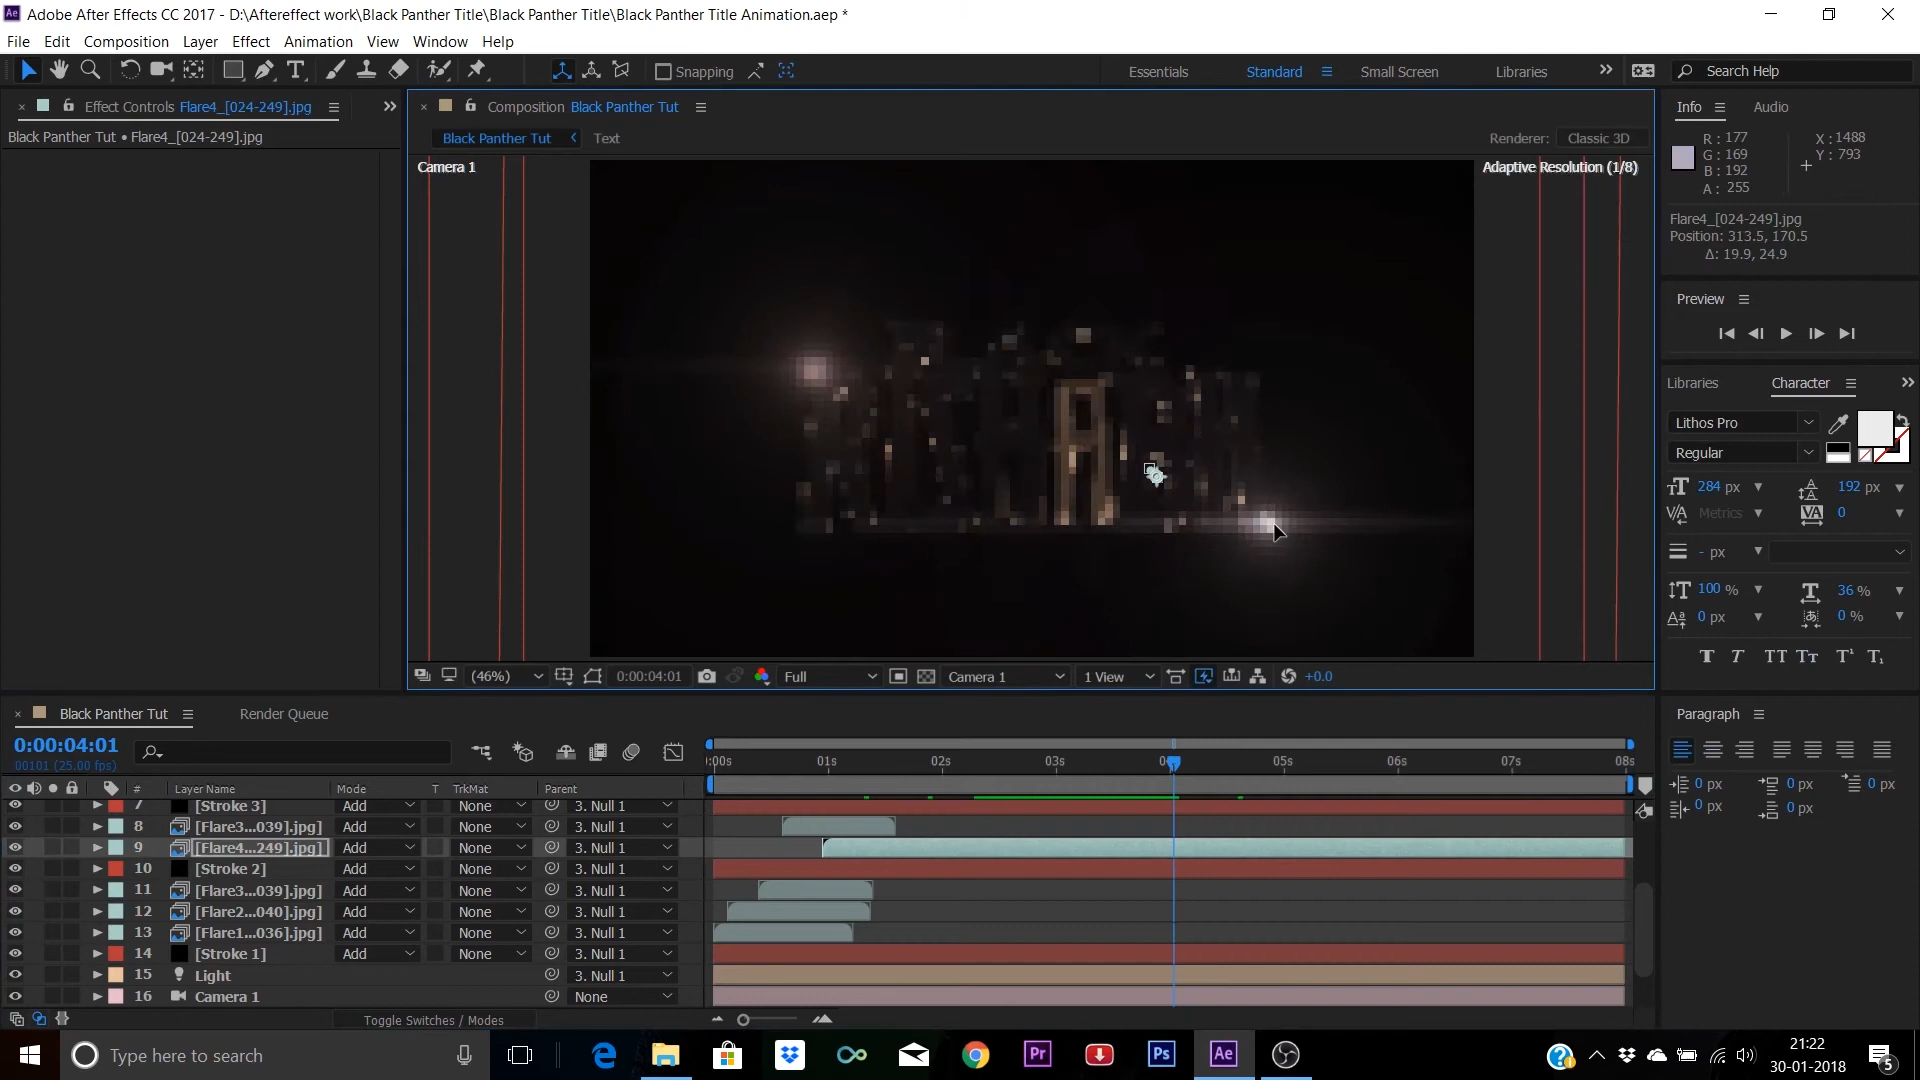 Adobe After Effects CC 2017 - D:\Aftereffect work\Black Panther Title\Black Panther Title\Black Panther Title Animation.aep *
File Edit Composition Layer Effect Animation View Window Help
Snapping Essentials Standard Small Screen Libraries Search Help
Effect Controls Flare4_[024-249].jpg
Black Panther Tut • Flare4_[024-249].jpg
Composition Black Panther Tut
Black Panther Tut Text Renderer: Classic 3D
Camera 1 Adaptive Resolution (1/8)
Info Audio
R: 177 X: 1488
G: 169 Y: 793
B: 192
A: 255
Flare4_[024-249].jpg
Position: 313.5, 170.5
Δ: 19.9, 24.9
Preview
Libraries Character
Lithos Pro
Regular
284 px 192 px
Metrics 0
- px
100 % 36 %
0 px 0 %
(46%) 0:00:04:01 Full Camera 1 1 View +0.0
Paragraph
0 px 0 px 0 px
0 px 0 px
Black Panther Tut Render Queue
0:00:04:01
00101 (25.00 fps)
:00s 01s 02s 03s 05s 06s 07s 08s
# Layer Name Mode T TrkMat Parent
7 [Stroke 3] Add None 3. Null 1
8 [Flare3...039].jpg] Add None 3. Null 1
9 [Flare4...249].jpg] Add None 3. Null 1
10 [Stroke 2] Add None 3. Null 1
11 [Flare3...039].jpg] Add None 3. Null 1
12 [Flare2...040].jpg] Add None 3. Null 1
13 [Flare1...036].jpg] Add None 3. Null 1
14 [Stroke 1] Add None 3. Null 1
15 Light 3. Null 1
16 Camera 1 None
Toggle Switches / Modes
Type here to search
Pr Ps Ae
21:22
30-01-2018
5